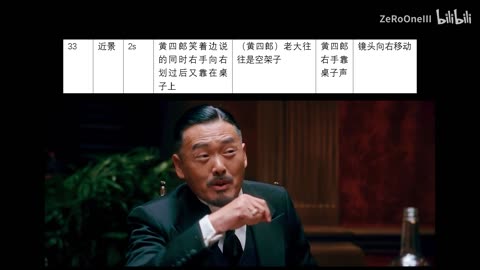 ZeRoOneIII bilibili
33 近景 2s 黄四郎笑着边说 （黄四郎）老大往 黄四郎 镜头向右移动
的同时右手向右 往是空架子 右手靠
划过后又靠在桌 桌子声
子上